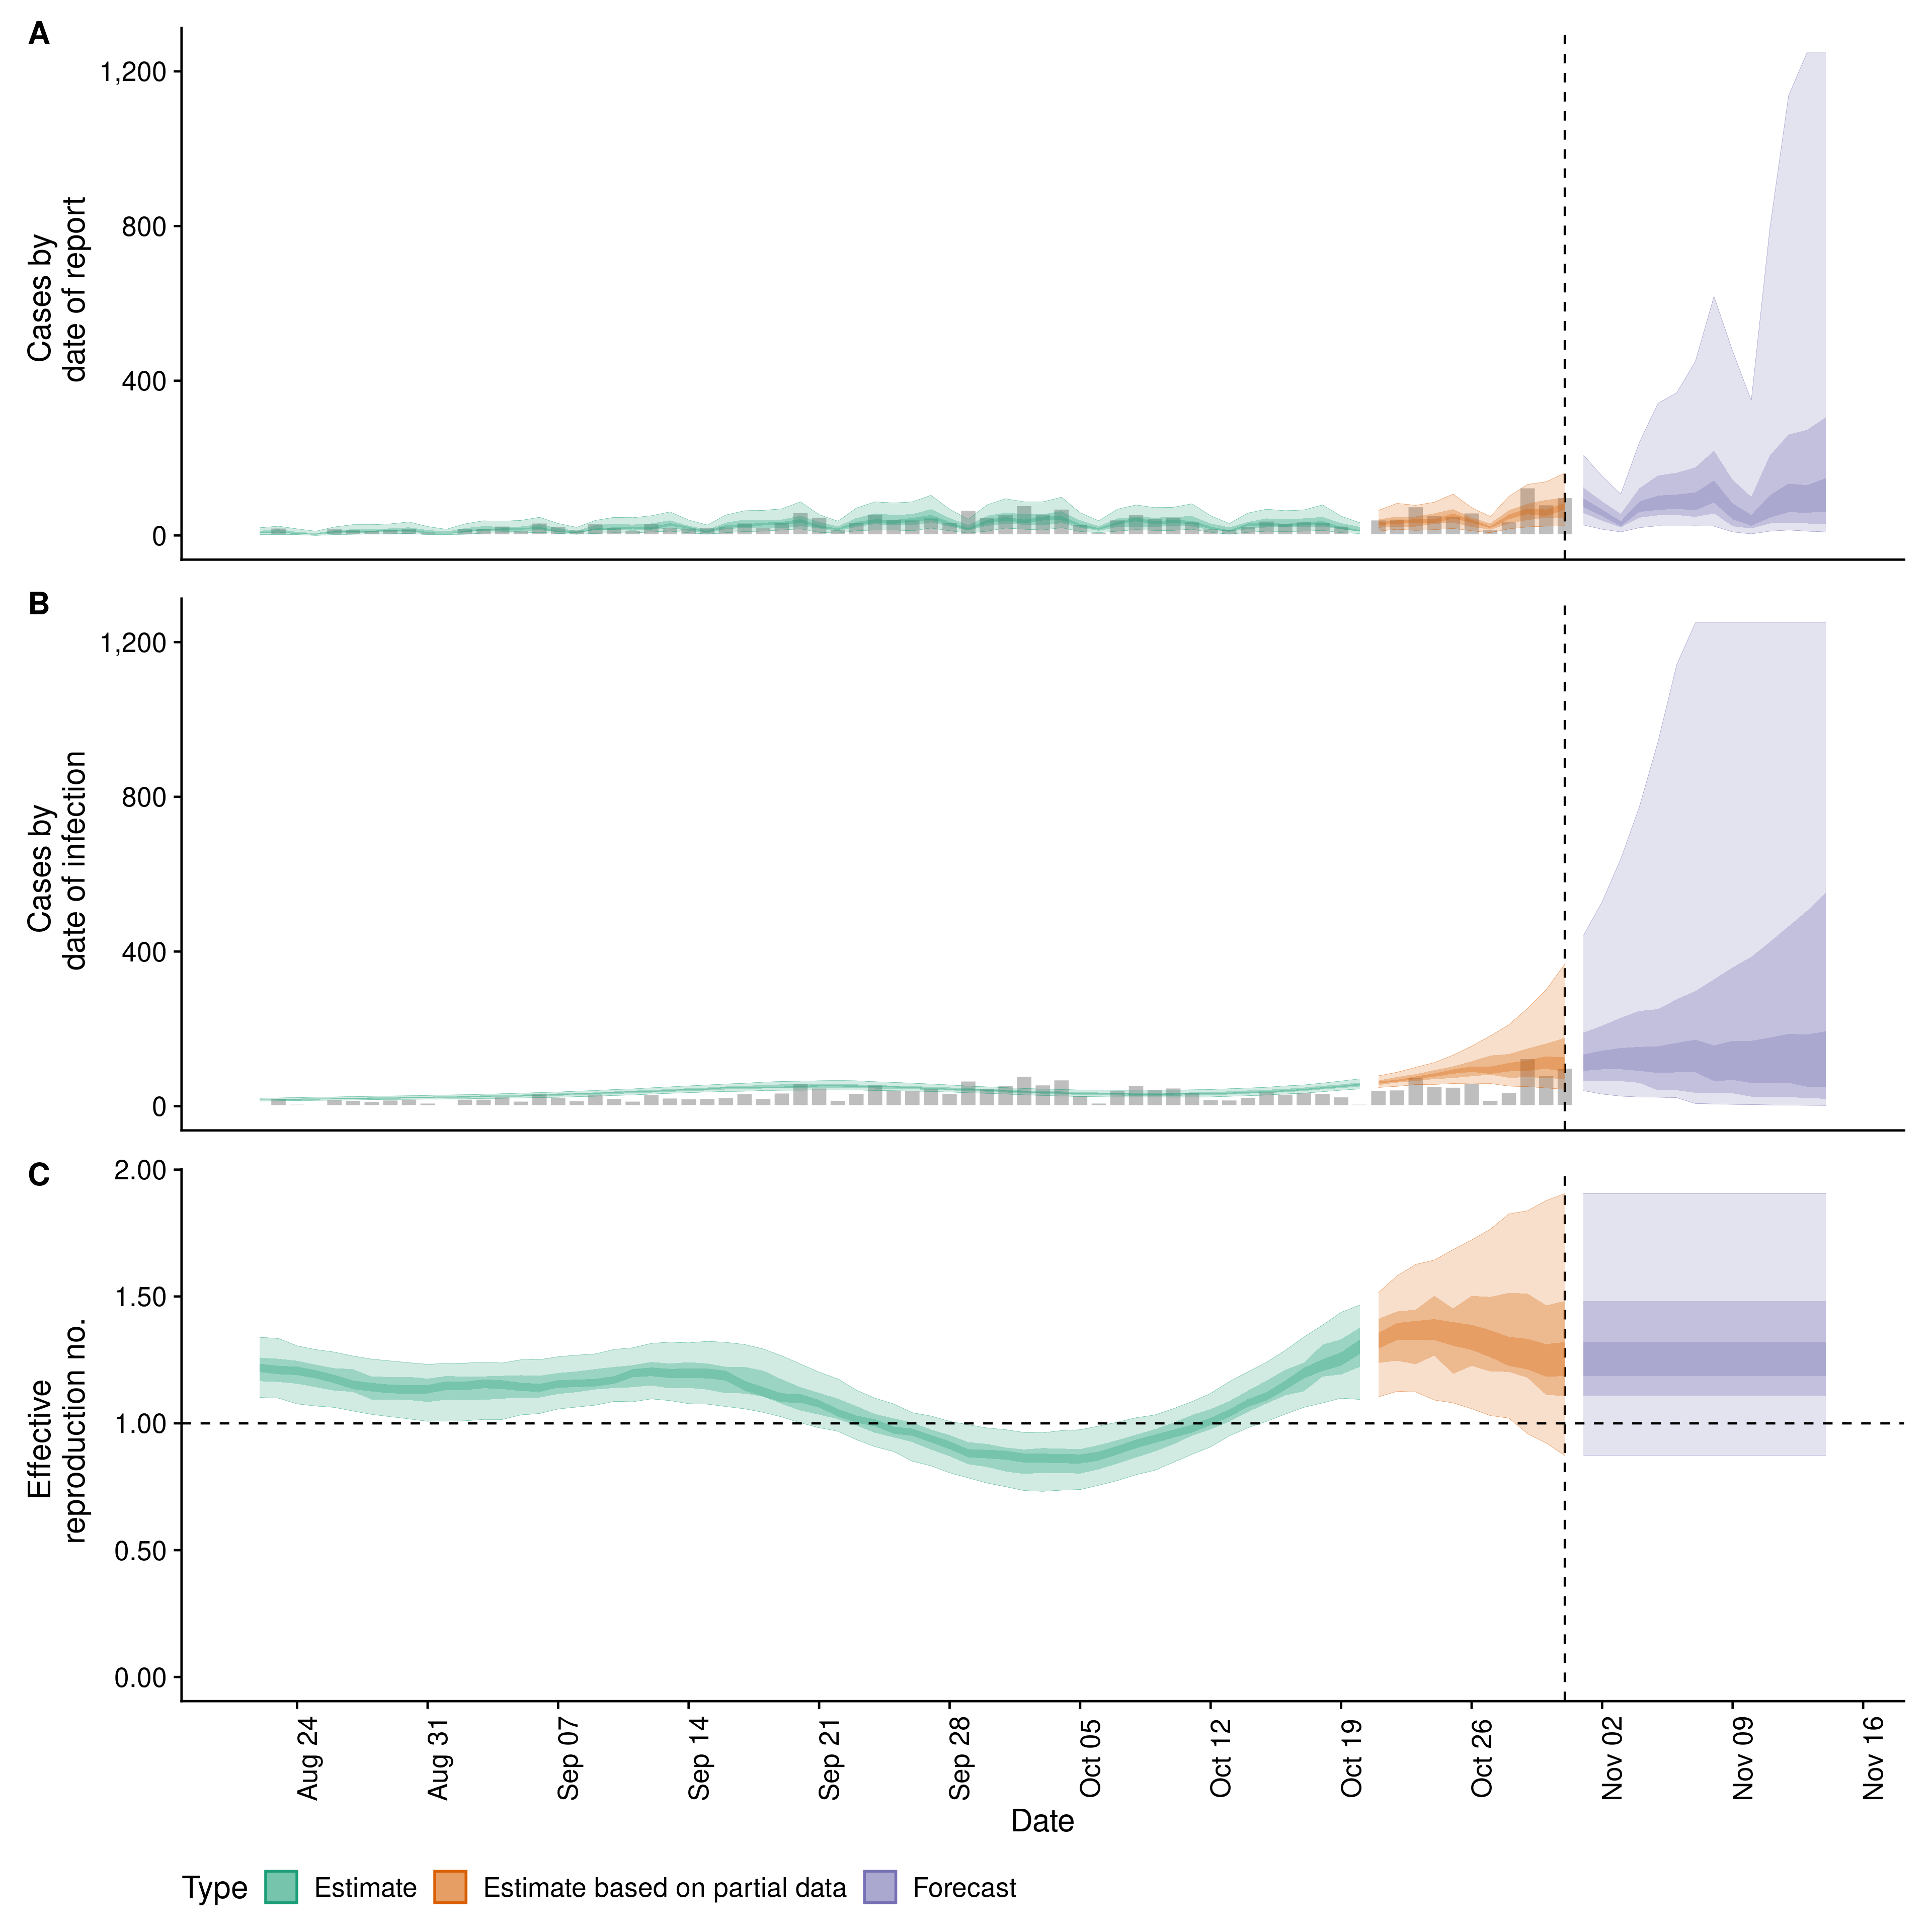 A
1,200
800
400
0
Cases by
date of report
B
1,200
800
400
0
Cases by
date of infection
C
2.00
1.50
1.00
0.50
0.00
Effective
reproduction no.
Aug 24
Aug 31
Sep 07
Sep 14
Sep 21
Sep 28
Oct 05
Oct 12
Oct 19
Oct 26
Nov 02
Nov 09
Nov 16
Date
Type Estimate Estimate based on partial data Forecast